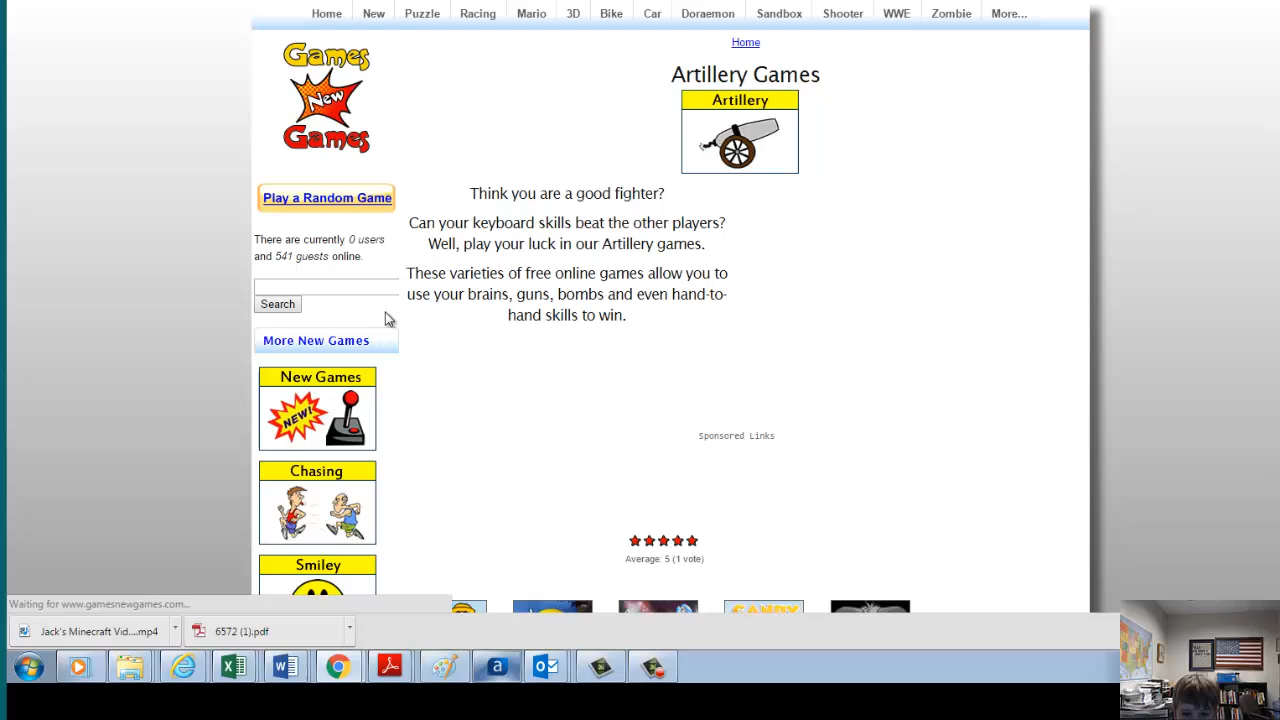 Home New Puzzle Racing Mario 3D Bike Car Doraemon Sandbox Shooter WWE Zombie More...
Games
New
Games
Home
Artillery Games
Artillery
Play a Random Game
Think you are a good fighter?
Can your keyboard skills beat the other players?
Well, play your luck in our Artillery games.
There are currently 0 users
and 541 guests online.
These varieties of free online games allow you to
use your brains, guns, bombs and even hand-to-
hand skills to win.
Search
More New Games
New Games
NEW!
Chasing
Smiley
Sponsored Links
Average: 5 (1 vote)
CANDY
Waiting for www.gamesnewgames.com...
Jack's Minecraft Vid....mp4
6572 (1).pdf